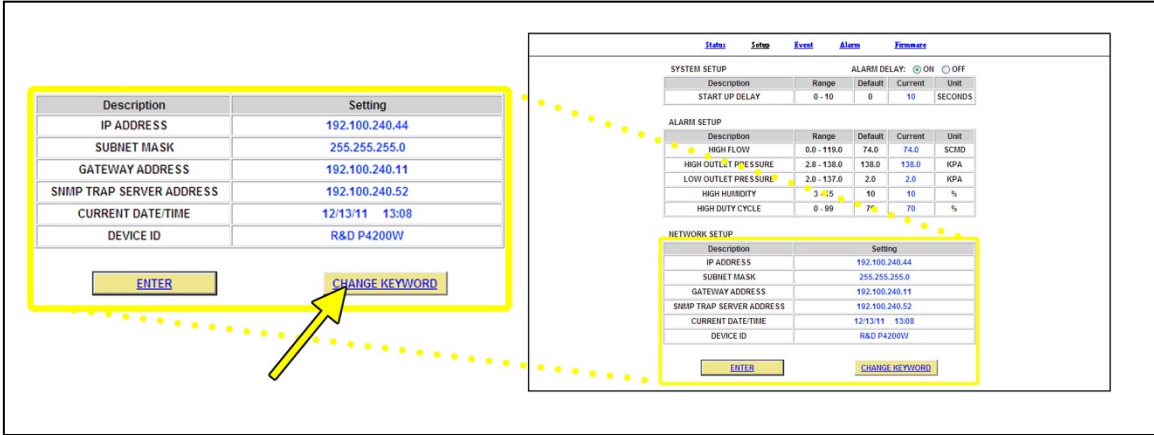 Description Setting
IP ADDRESS 192.100.240.44
SUBNET MASK 255.255.255.0
GATEWAY ADDRESS 192.100.240.11
SNMP TRAP SERVER ADDRESS 192.100.240.52
CURRENT DATE/TIME 12/13/11 13:08
DEVICE ID R&D P4200W
ENTER CHANGE KEYWORD
Status Setup Event Alarm Firmware
SYSTEM SETUP ALARM DELAY: ON OFF
Description Range Default Current Unit
START UP DELAY 0 - 10 0 10 SECONDS
ALARM SETUP
Description Range Default Current Unit
HIGH FLOW 0.0 - 119.0 74.0 74.0 SCMD
HIGH OUTLET PRESSURE 2.8 - 138.0 138.0 138.0 KPA
LOW OUTLET PRESSURE 2.0 - 137.0 2.0 2.0 KPA
HIGH HUMIDITY 10 10 %
HIGH DUTY CYCLE 0 - 99 70 %
NETWORK SETUP
Description Setting
IP ADDRESS 192.100.240.44
SUBNET MASK 255.255.255.0
GATEWAY ADDRESS 192.100.240.11
SNMP TRAP SERVER ADDRESS 192.100.240.52
CURRENT DATE/TIME 12/13/11 13:08
DEVICE ID R&D P4200W
ENTER CHANGE KEYWORD